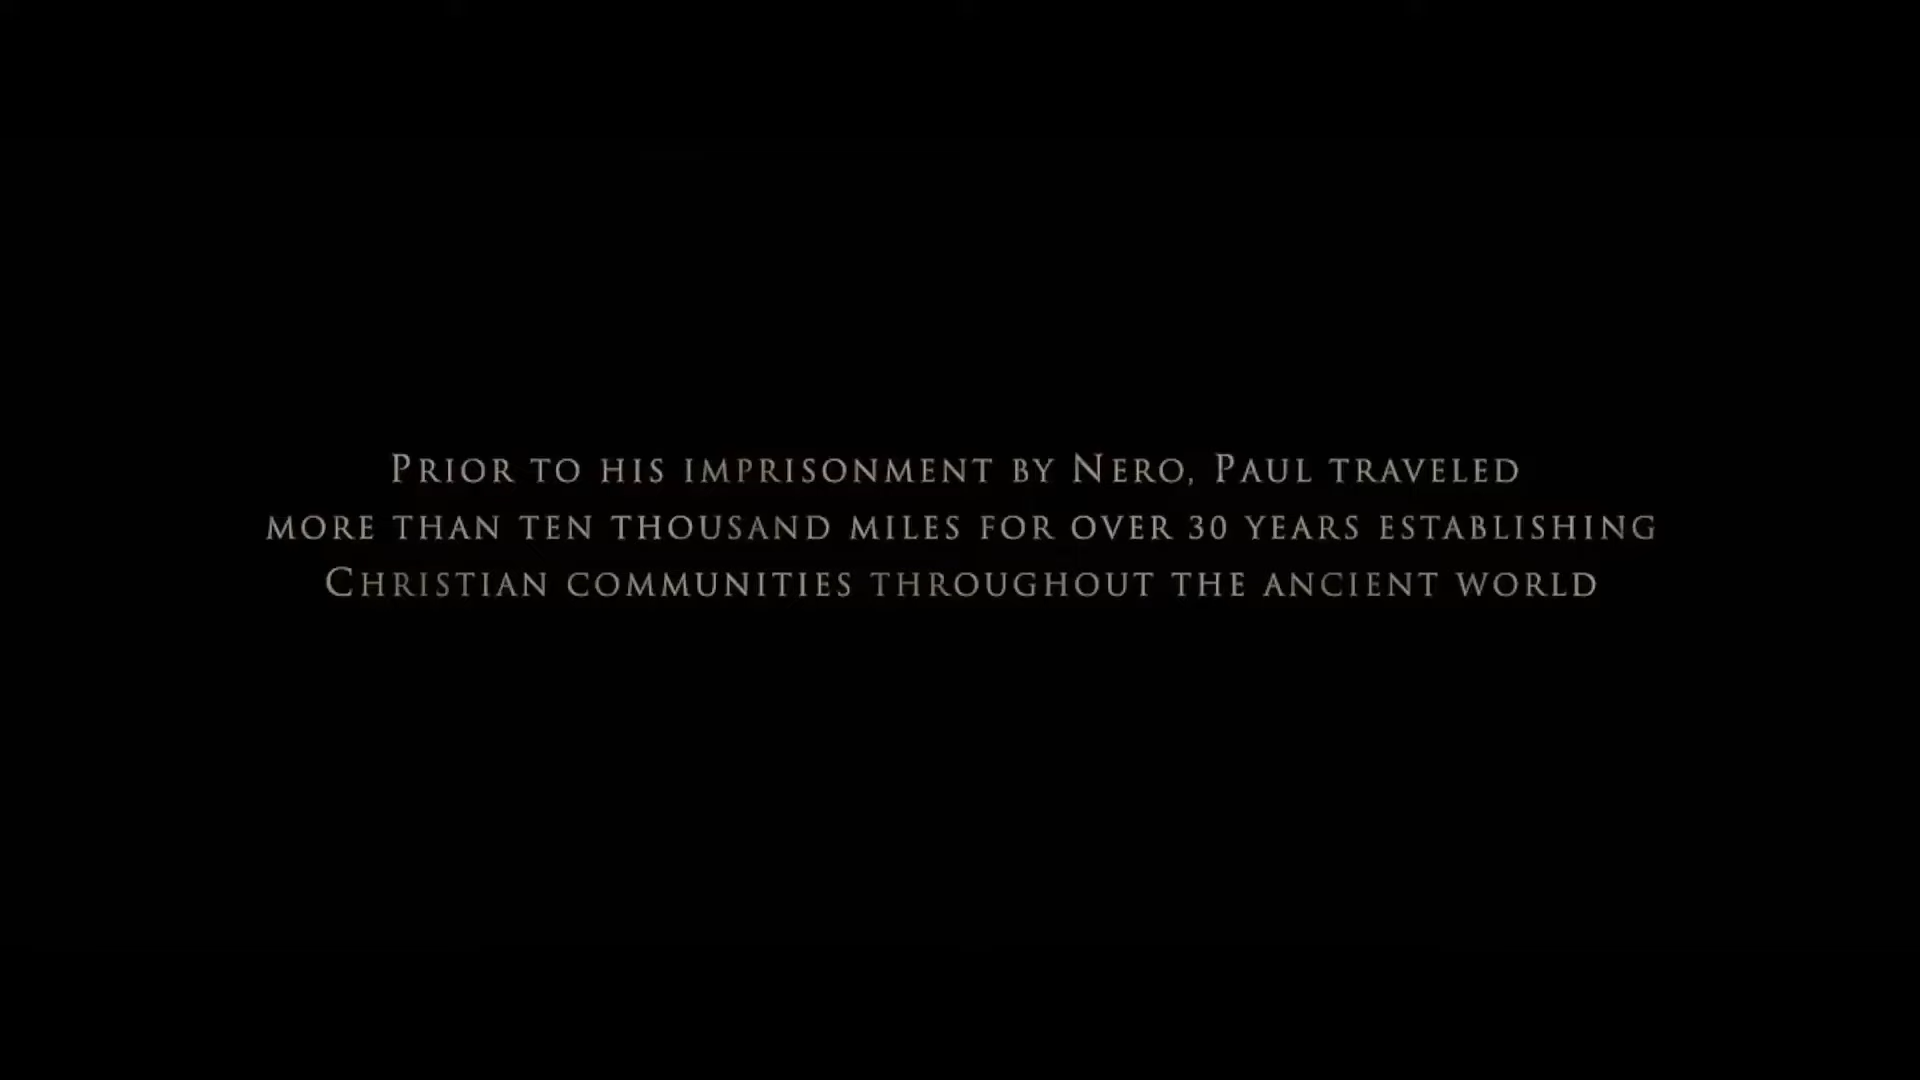 Prior to his imprisonment by Nero, Paul traveled
more than ten thousand miles for over 30 years establishing
Christian communities throughout the ancient world